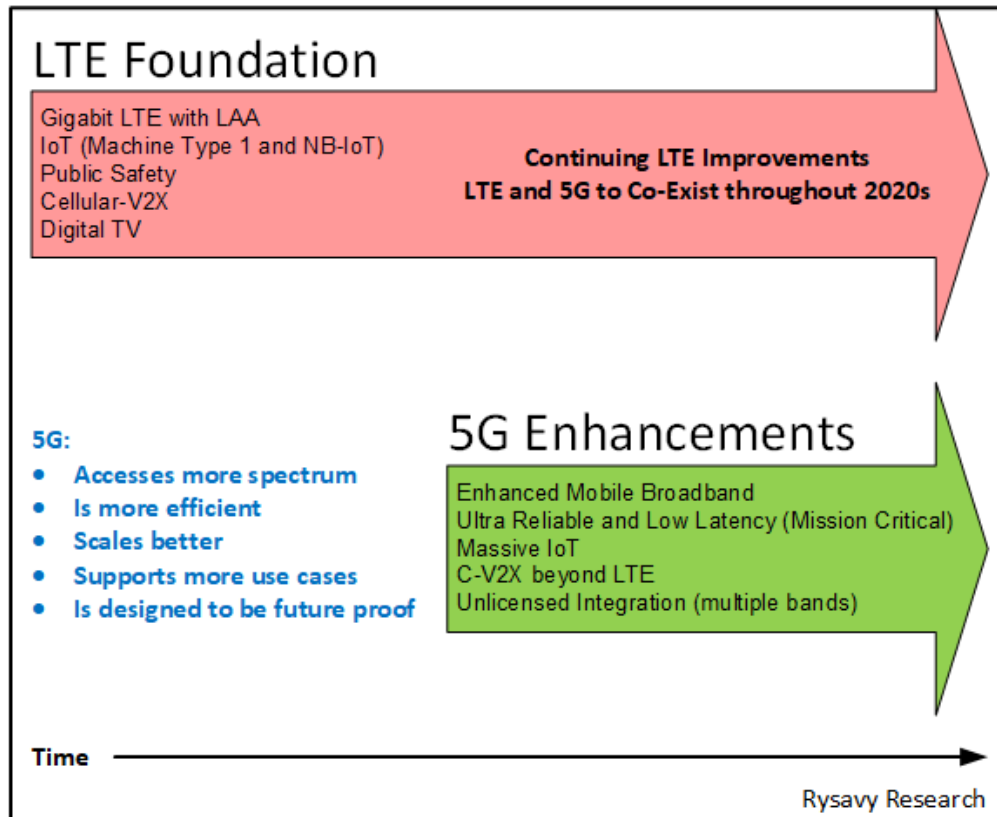 LTE Foundation
Gigabit LTE with LAA
IoT (Machine Type 1 and NB-IoT)
Public Safety
Cellular-V2X
Digital TV
Continuing LTE Improvements
LTE and 5G to Co-Exist throughout 2020s
5G:
• Accesses more spectrum
• Is more efficient
• Scales better
• Supports more use cases
• Is designed to be future proof
5G Enhancements
Enhanced Mobile Broadband
Ultra Reliable and Low Latency (Mission Critical)
Massive IoT
C-V2X beyond LTE
Unlicensed Integration (multiple bands)
Time
Rysavy Research